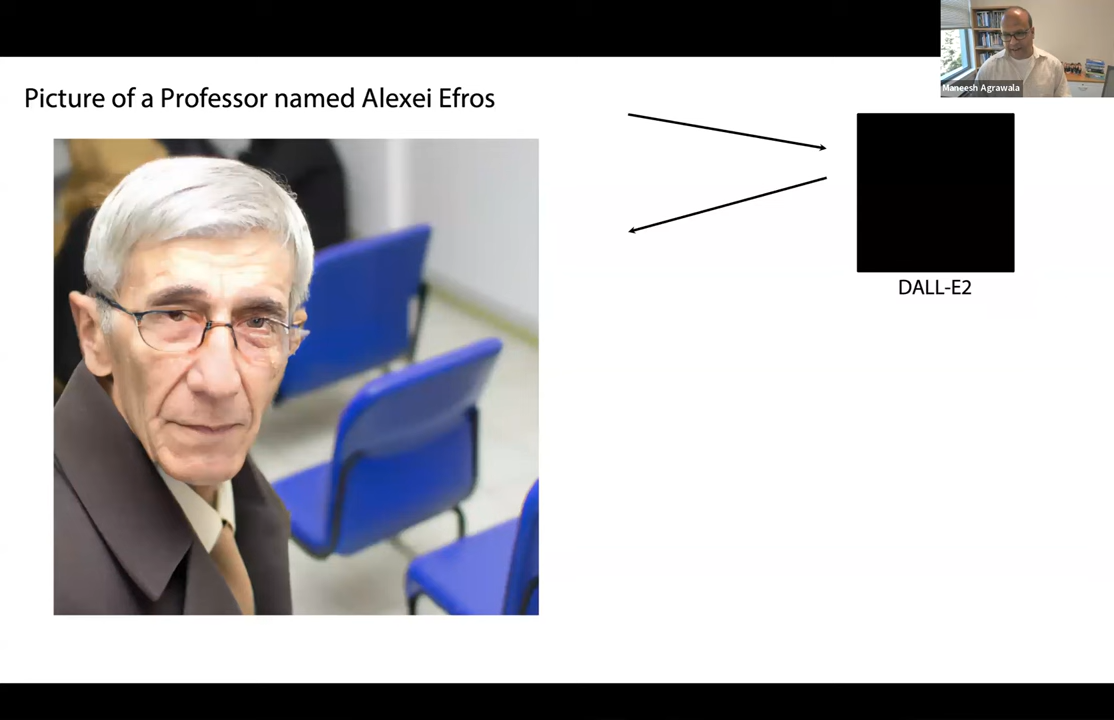 Picture of a Professor named Alexei Efros
Maneesh Agrawala
DALL-E2